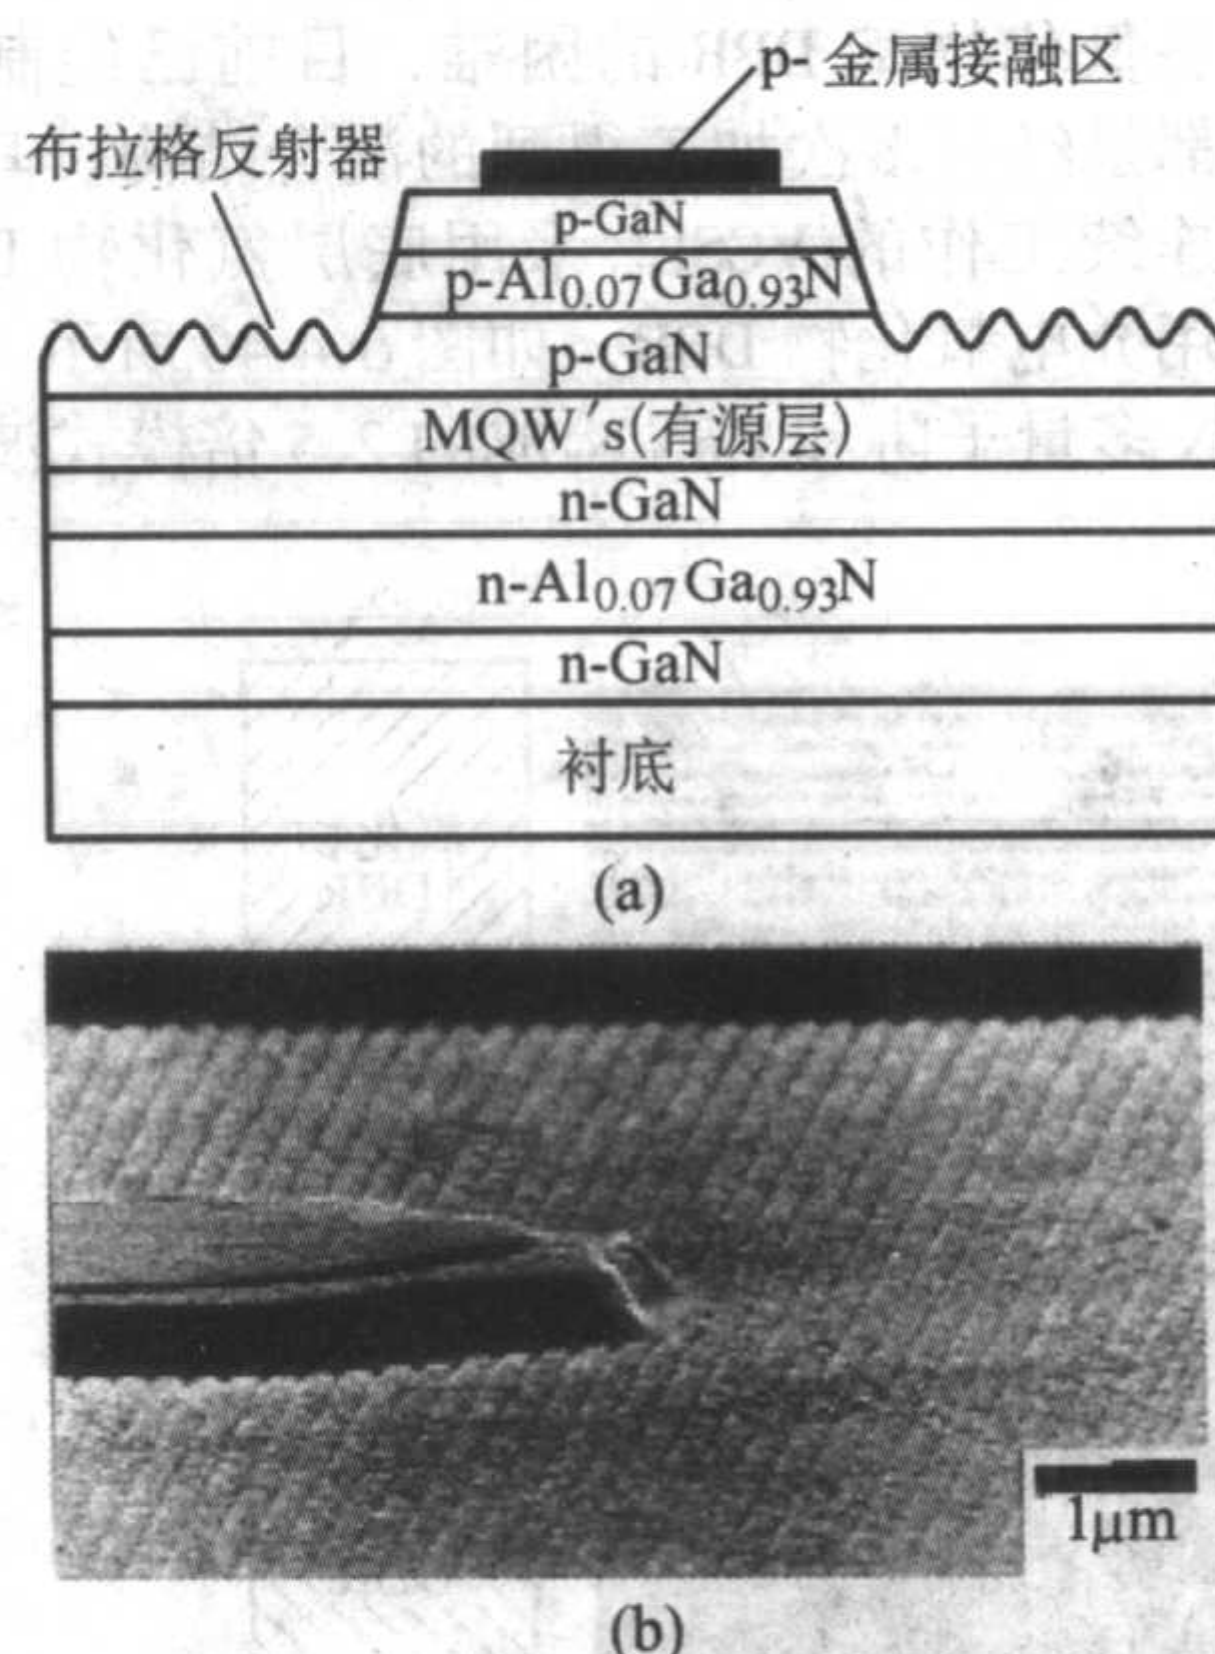 p-金属接融区
布拉格反射器
p-GaN
p-Al0.07Ga0.93N
p-GaN
MQW's(有源层)
n-GaN
n-Al0.07Ga0.93N
n-GaN
衬底
(a)
1μm
(b)